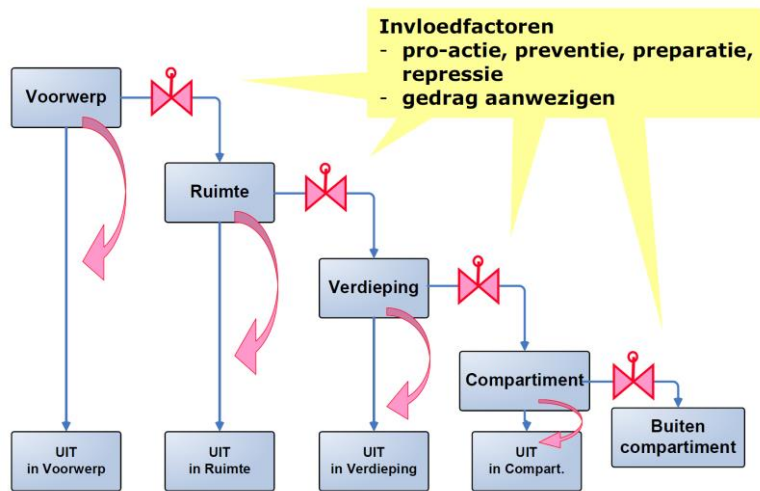 Invloedfactoren
- pro-actie, preventie, preparatie,
repressie
- gedrag aanwezigen
Voorwerp
Ruimte
Verdieping
Compartiment
Buiten
compartiment
UIT
in Voorwerp
UIT
in Ruimte
UIT
in Verdieping
UIT
in Compart.